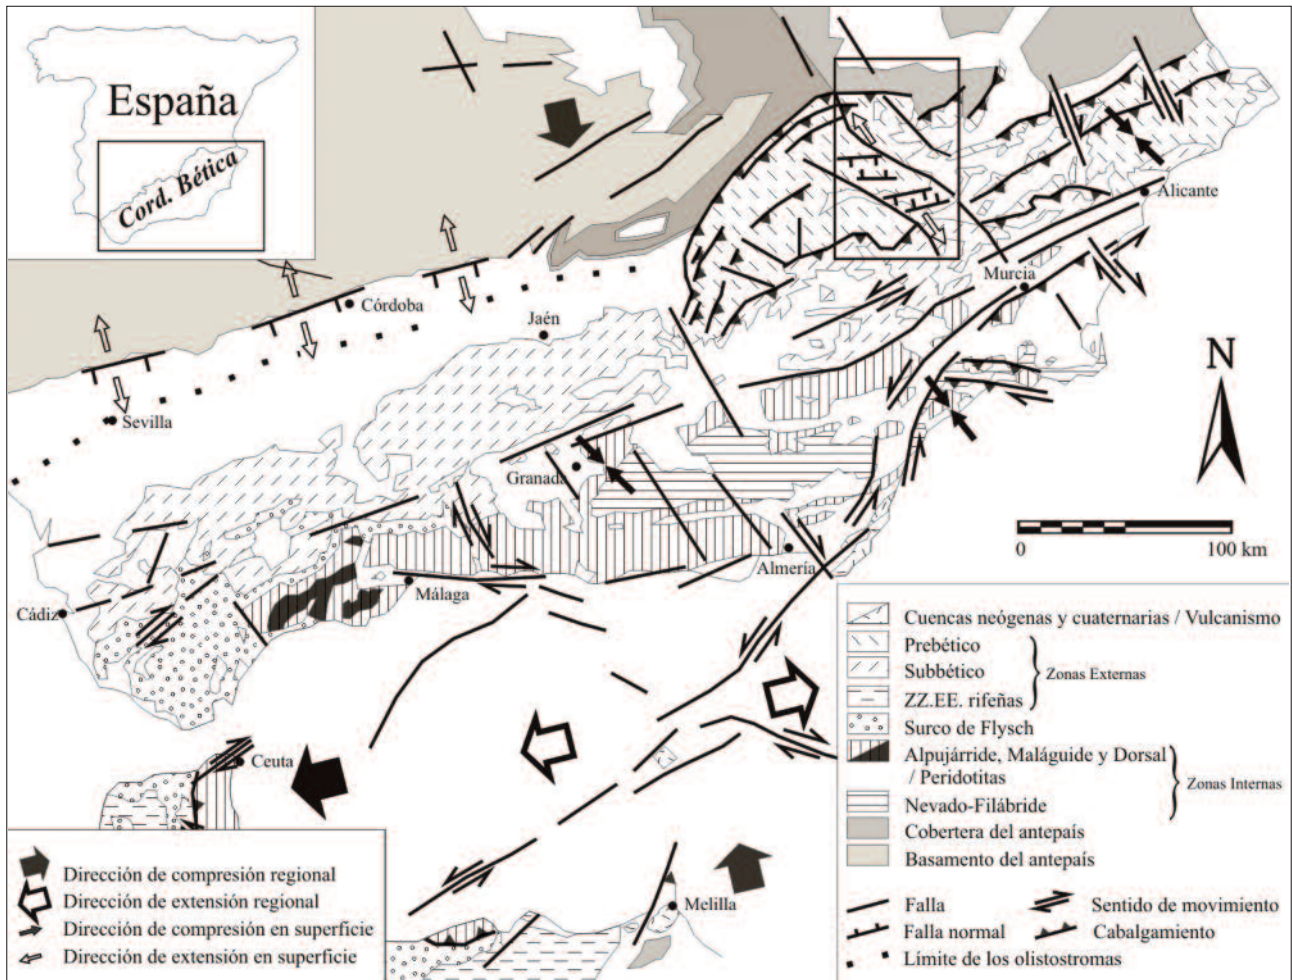 España
Cord. Bética
Alicante
Murcia
Córdoba
Jaén
Sevilla
N
Granada
0 100 km
Almería
Málaga
Cádiz
Ceuta
Melilla
Cuencas neógenas y cuaternarias / Vulcanismo
Prebético
Subbético
Zonas Externas
ZZ.EE. rifeñas
Surco de Flysch
Alpujárride, Maláguide y Dorsal
/ Peridotitas
Zonas Internas
Nevado-Filábride
Cobertera del antepaís
Basamento del antepaís
Falla
Sentido de movimiento
Falla normal
Cabalgamiento
Límite de los olistostromas
Dirección de compresión regional
Dirección de extensión regional
Dirección de compresión en superficie
Dirección de extensión en superficie